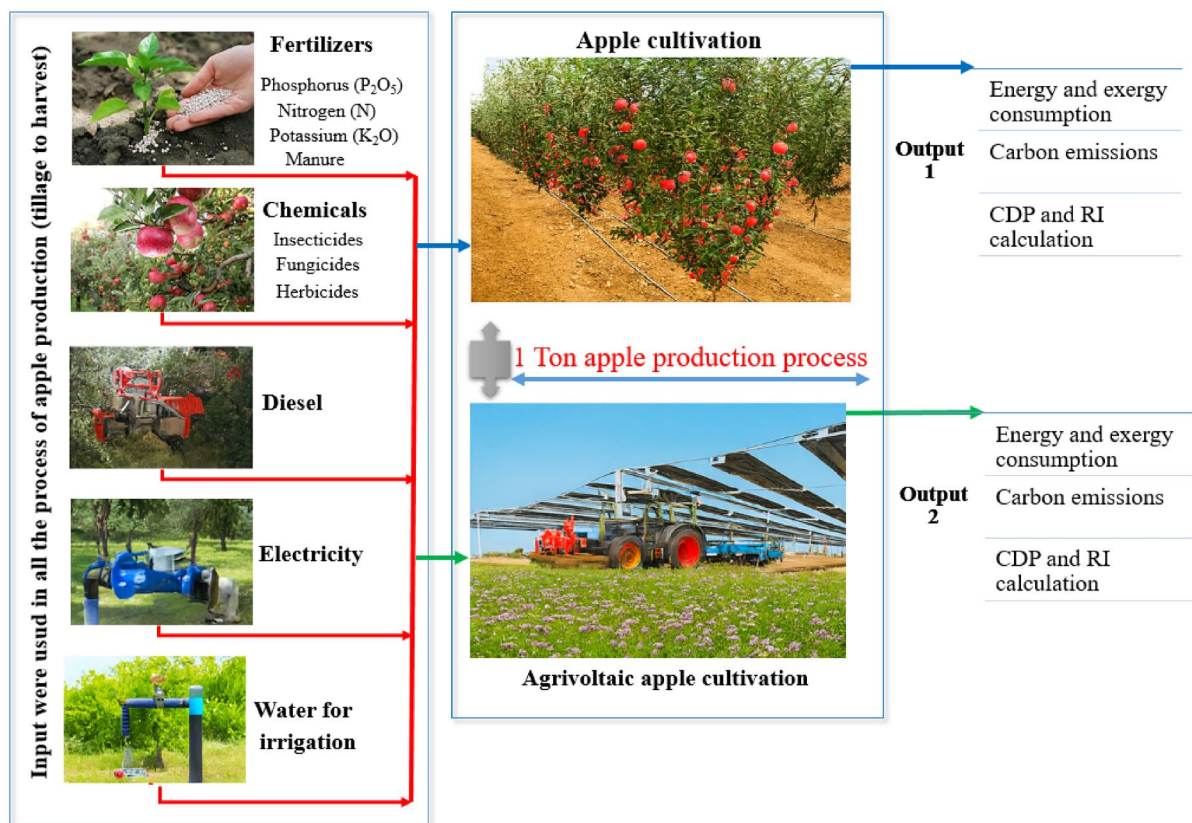 Input were usud in all the process of apple production (tillage to harvest)
Fertilizers
Phosphorus (P₂O₅)
Nitrogen (N)
Potassium (K₂O)
Manure
Chemicals
Insecticides
Fungicides
Herbicides
Diesel
Electricity
Water for
irrigation
Apple cultivation
1 Ton apple production process
Agrivoltaic apple cultivation
Output
1
Energy and exergy
consumption
Carbon emissions
CDP and RI
calculation
Output
2
Energy and exergy
consumption
Carbon emissions
CDP and RI
calculation